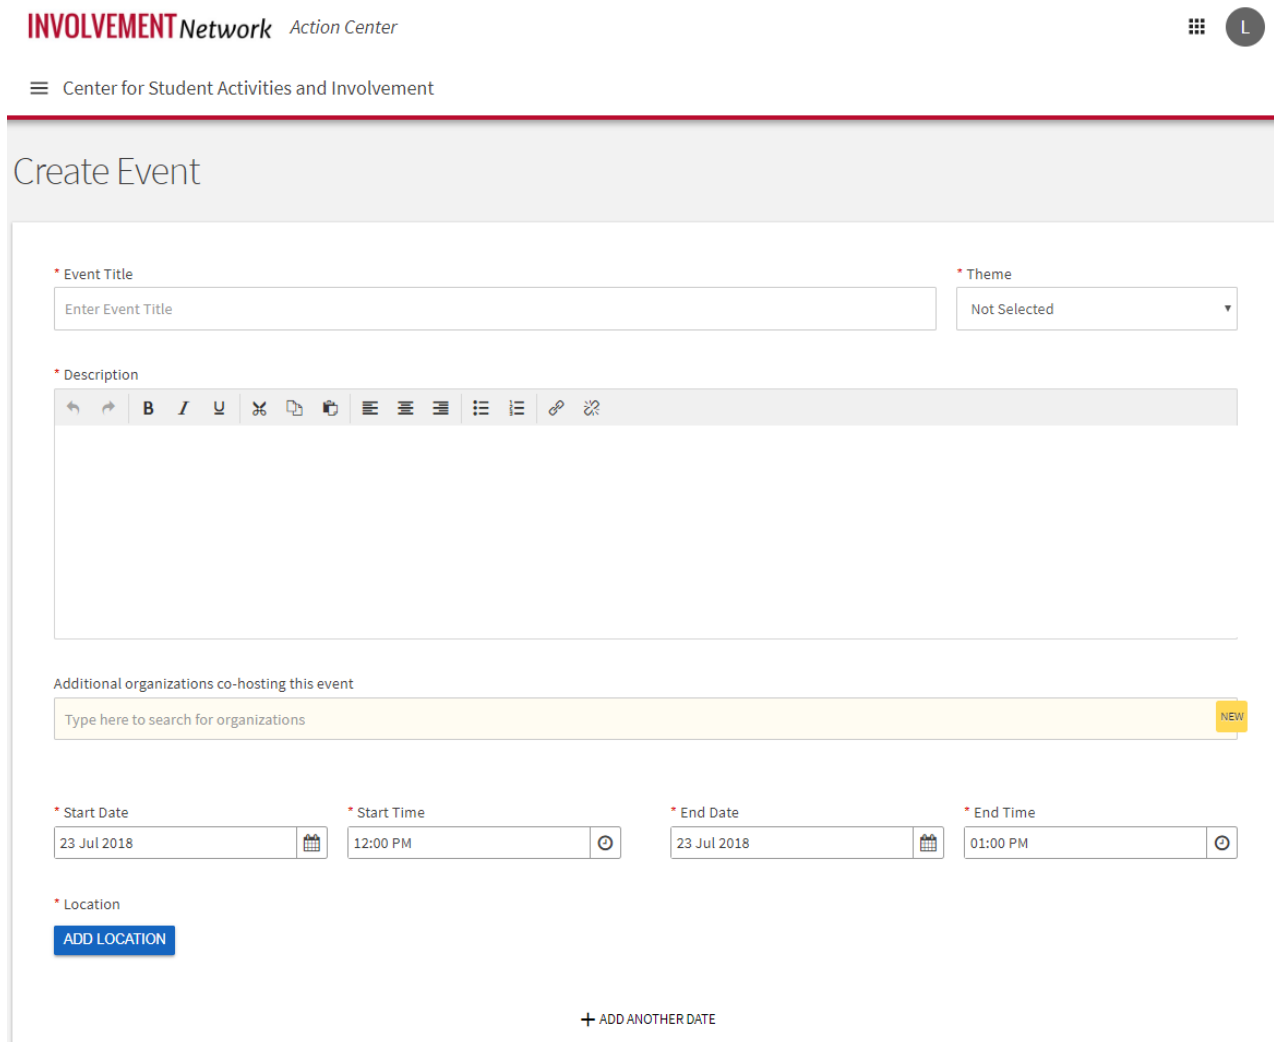 INVOLVEMENT Network Action Center
L
Center for Student Activities and Involvement
Create Event
* Event Title
* Theme
Enter Event Title
Not Selected
* Description
B I U
Additional organizations co-hosting this event
Type here to search for organizations
NEW
* Start Date
* Start Time
* End Date
* End Time
23 Jul 2018
12:00 PM
23 Jul 2018
01:00 PM
* Location
ADD LOCATION
+ ADD ANOTHER DATE